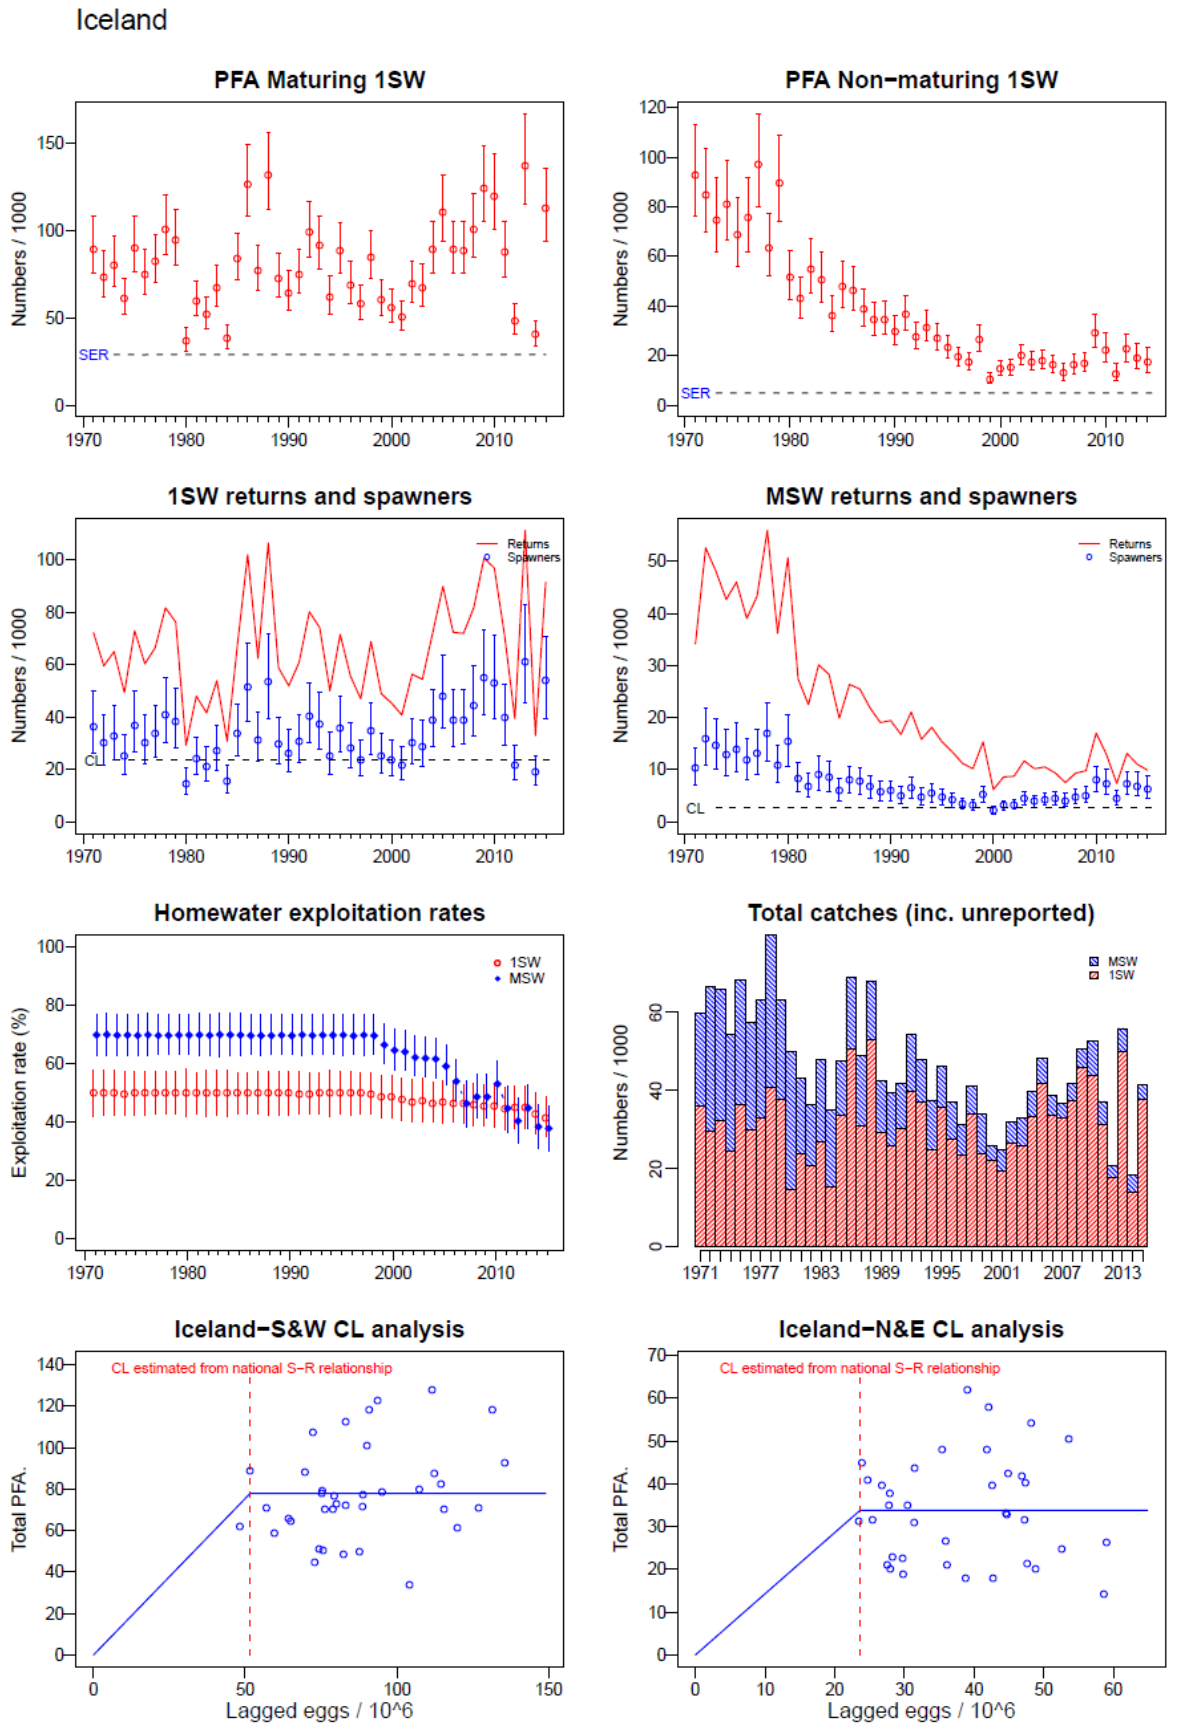 Iceland
PFA Maturing 1SW
Numbers / 1000
150
100
50
0
SER
1970 1980 1990 2000 2010
PFA Non−maturing 1SW
Numbers / 1000
120
100
80
60
40
20
0
SER
1970 1980 1990 2000 2010
1SW returns and spawners
Numbers / 1000
100
80
60
40
20
0
Returns
Spawners
CL
1970 1980 1990 2000 2010
MSW returns and spawners
Numbers / 1000
50
40
30
20
10
0
Returns
Spawners
CL
1970 1980 1990 2000 2010
Homewater exploitation rates
Exploitation rate (%)
100
80
60
40
20
0
1SW
MSW
1970 1980 1990 2000 2010
Total catches (inc. unreported)
Numbers / 1000
60
40
20
0
MSW
1SW
1971 1977 1983 1989 1995 2001 2007 2013
Iceland−S&W CL analysis
CL estimated from national S−R relationship
Total PFA.
140
120
100
80
60
40
20
0
0 50 100 150
Lagged eggs / 10^6
Iceland−N&E CL analysis
CL estimated from national S−R relationship
Total PFA.
70
60
50
40
30
20
10
0
0 10 20 30 40 50 60
Lagged eggs / 10^6